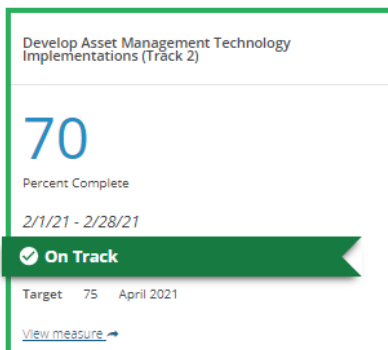 Develop Asset Management Technology
Implementations (Track 2)
70
Percent Complete
2/1/21 - 2/28/21
On Track
Target 75 April 2021
View measure